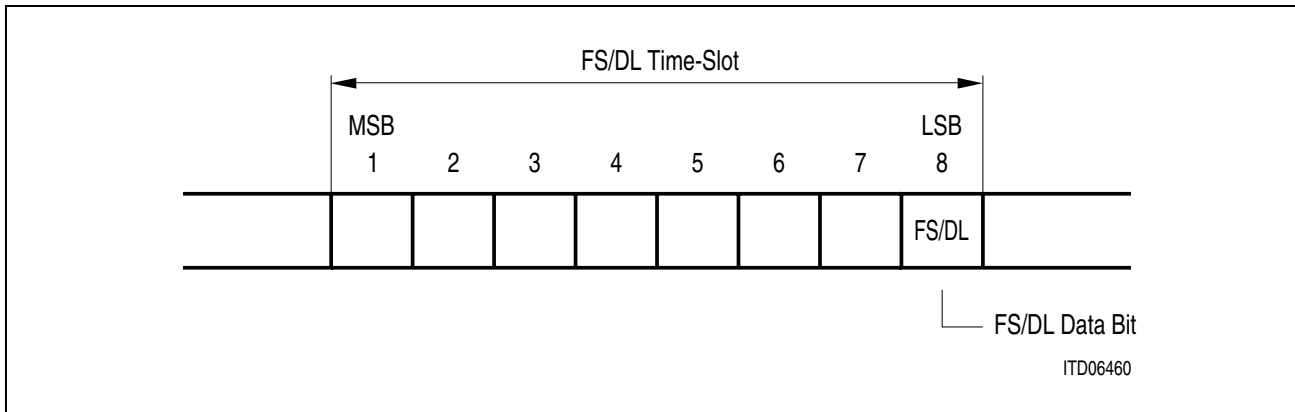 FS/DL Time-Slot
MSB LSB
1 2 3 4 5 6 7 8
FS/DL
FS/DL Data Bit
ITD06460